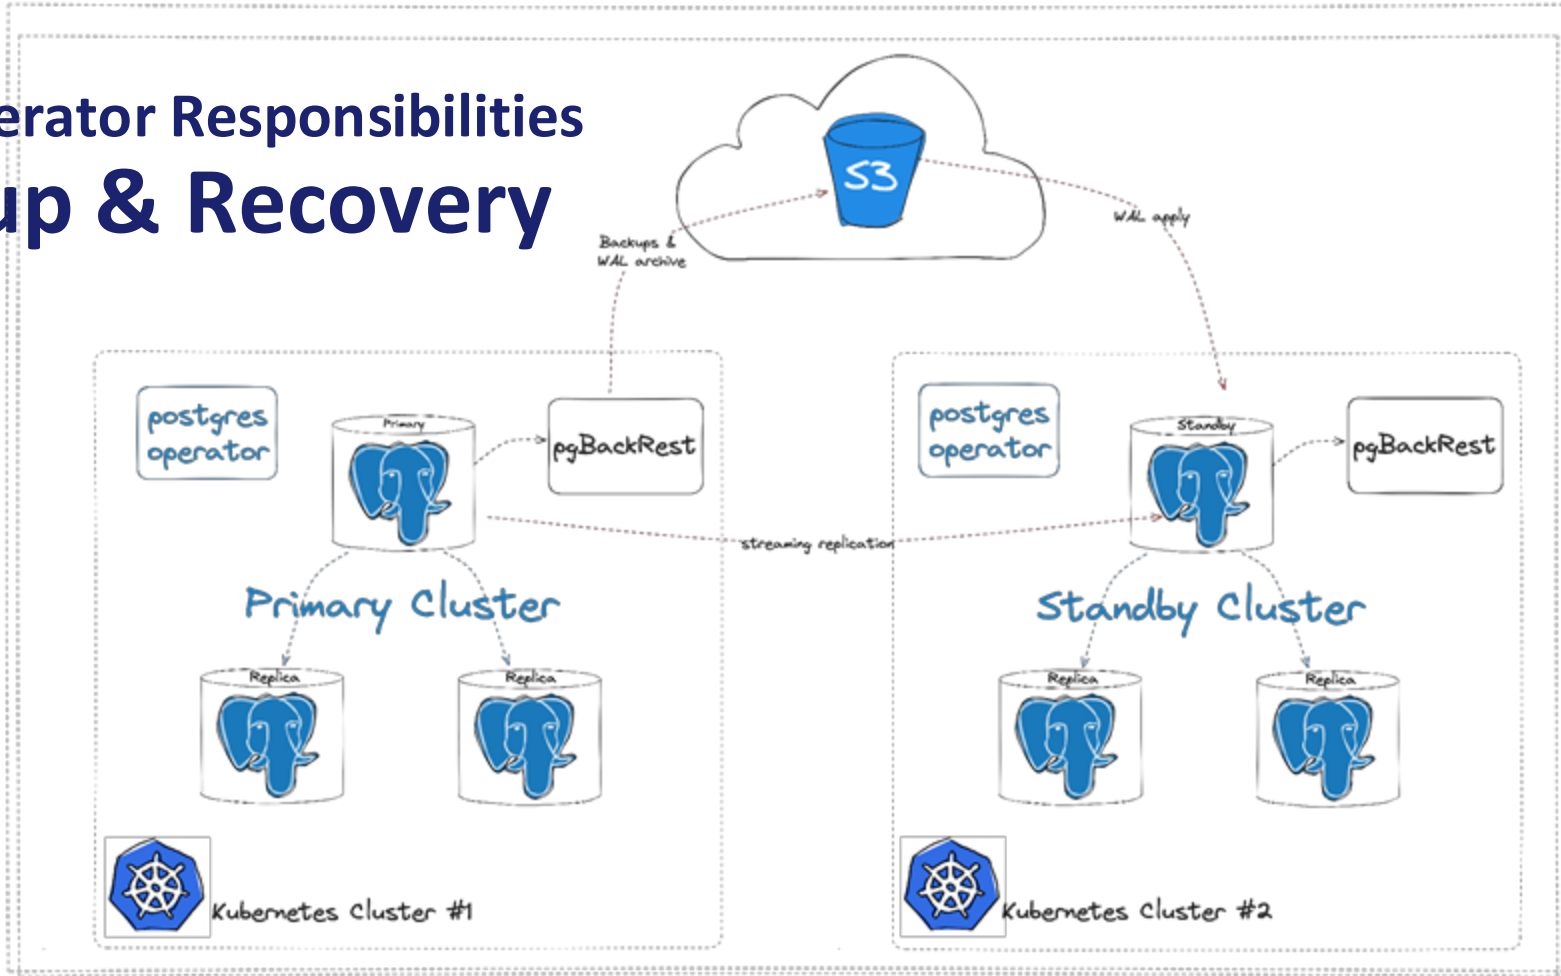 erator Responsibilities
up & Recovery
S3
WAL apply
Backups &
WAL archive
postgres
operator
Primary
pgBackRest
postgres
operator
Standby
pgBackRest
streaming replication
Primary Cluster
Standby Cluster
Replica
Replica
Replica
Replica
Kubernetes Cluster #1
Kubernetes Cluster #2